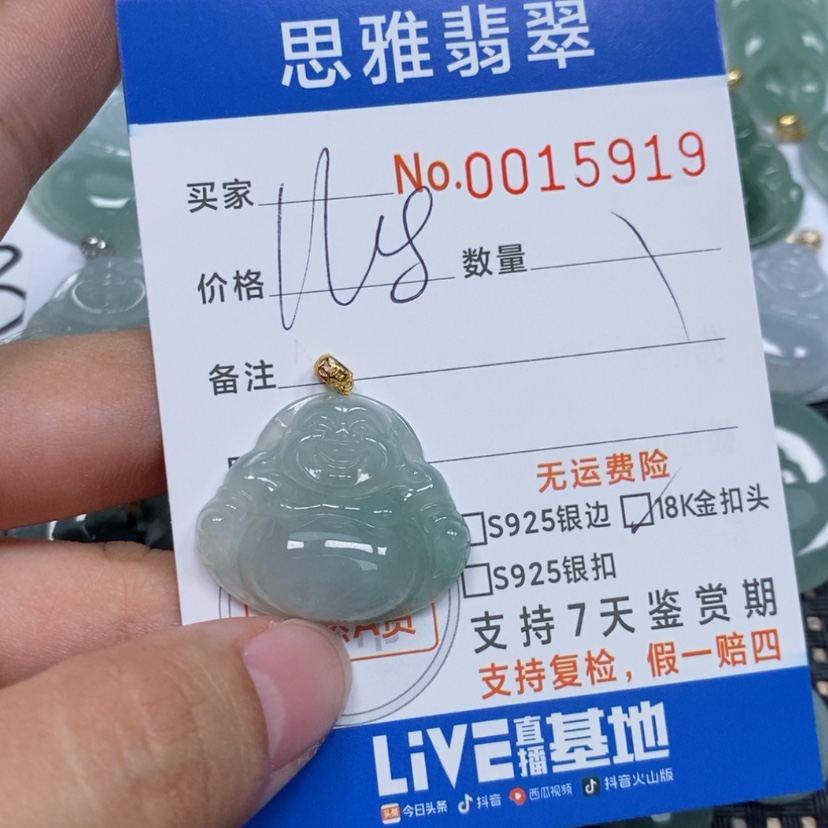 思雅翡翠
No.0015919
买家
价格
数量
备注
无运费险
S925银边 18K金扣头
S925银扣
支持7天鉴赏期
支持复检，假一赔四
LiVE直播基地
头条 今日头条 抖音 西瓜视频 抖音火山版